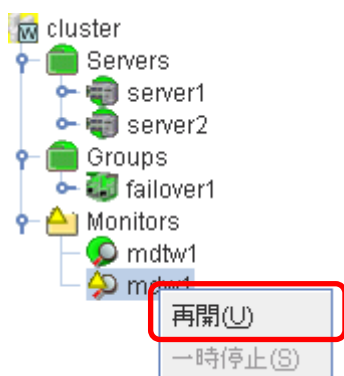 cluster
Servers
server1
server2
Groups
failover1
Monitors
mdtw1
再開(U)
一時停止(S)